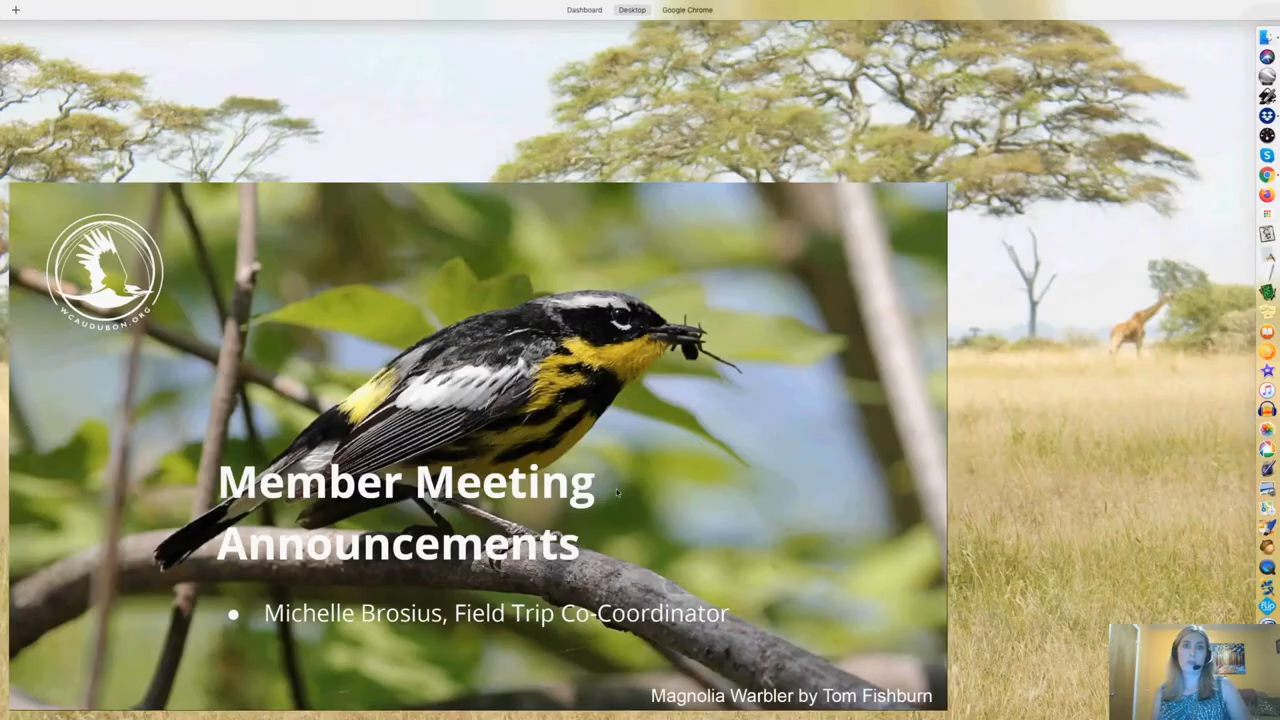 Dashboard
Desktop
Google Chrome
WCAUDUBON.ORG
Member Meeting
Announcements
● Michelle Brosius, Field Trip Co-Coordinator
Magnolia Warbler by Tom Fishburn
flip